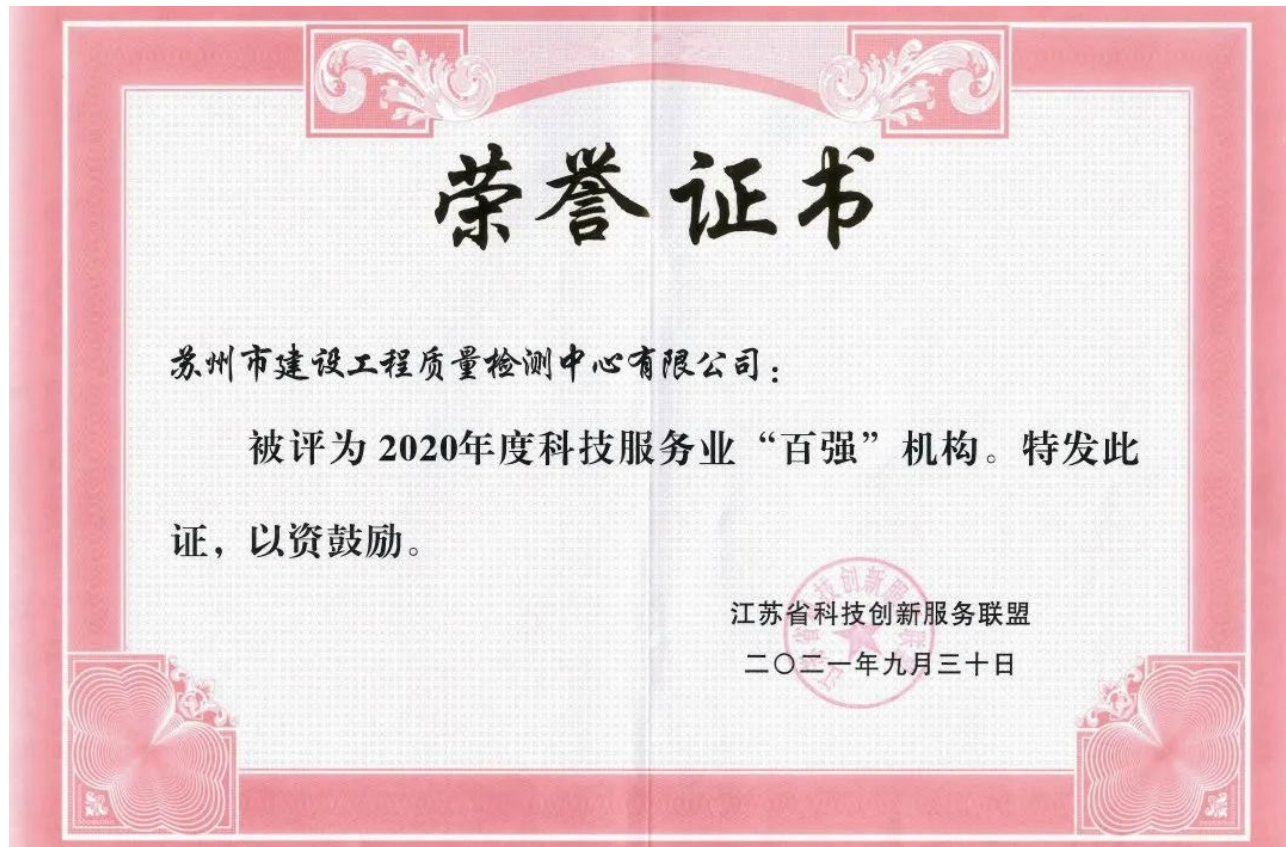 荣誉证书
苏州市建设工程质量检测中心有限公司：
被评为 2020年度科技服务业“百强”机构。特发此
证，以资鼓励。
江苏省科技创新服务联盟
二〇二一年九月三十日